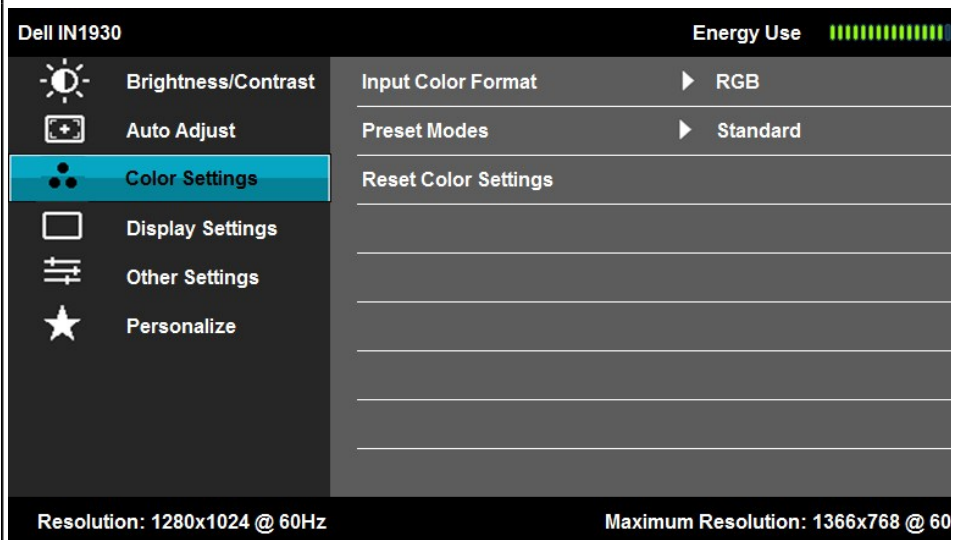 Dell IN1930
Energy Use
Brightness/Contrast
Input Color Format
RGB
Auto Adjust
Preset Modes
Standard
Color Settings
Reset Color Settings
Display Settings
Other Settings
Personalize
Resolution: 1280x1024 @ 60Hz
Maximum Resolution: 1366x768 @ 60